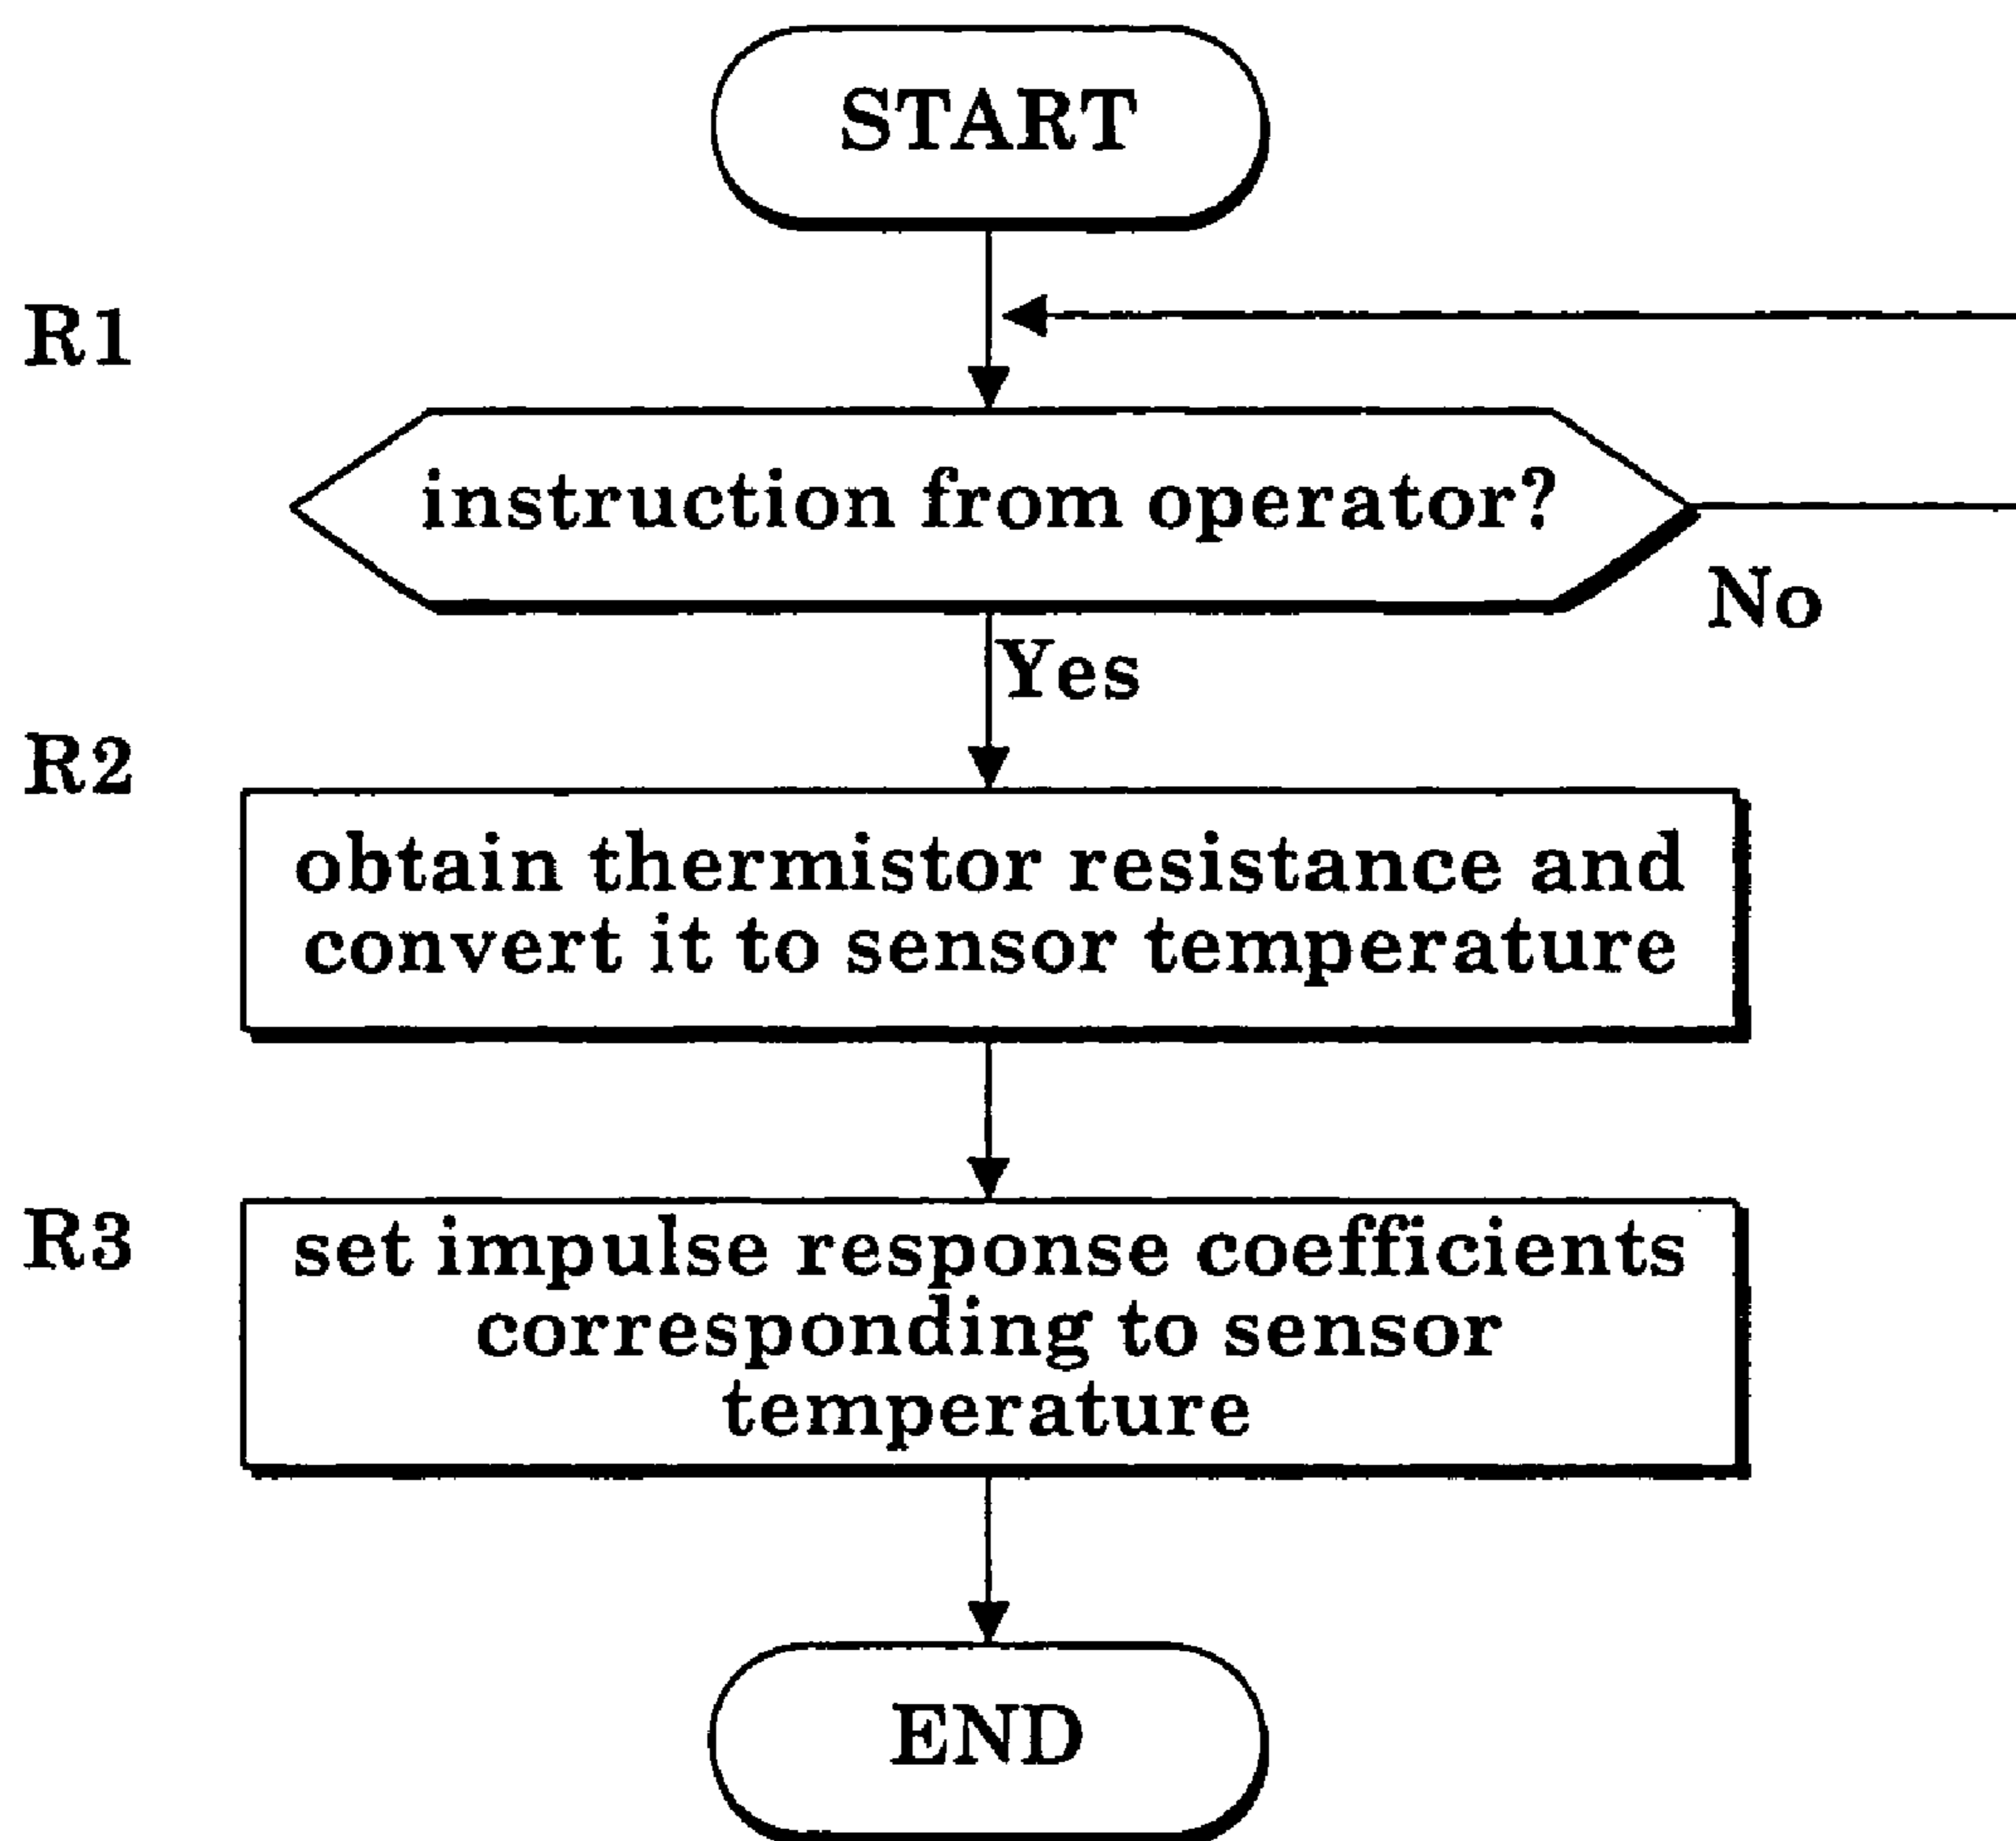 START
R1
instruction from operator?
No
Yes
R2
obtain thermistor resistance and
convert it to sensor temperature
R3
set impulse response coefficients
corresponding to sensor
temperature
END